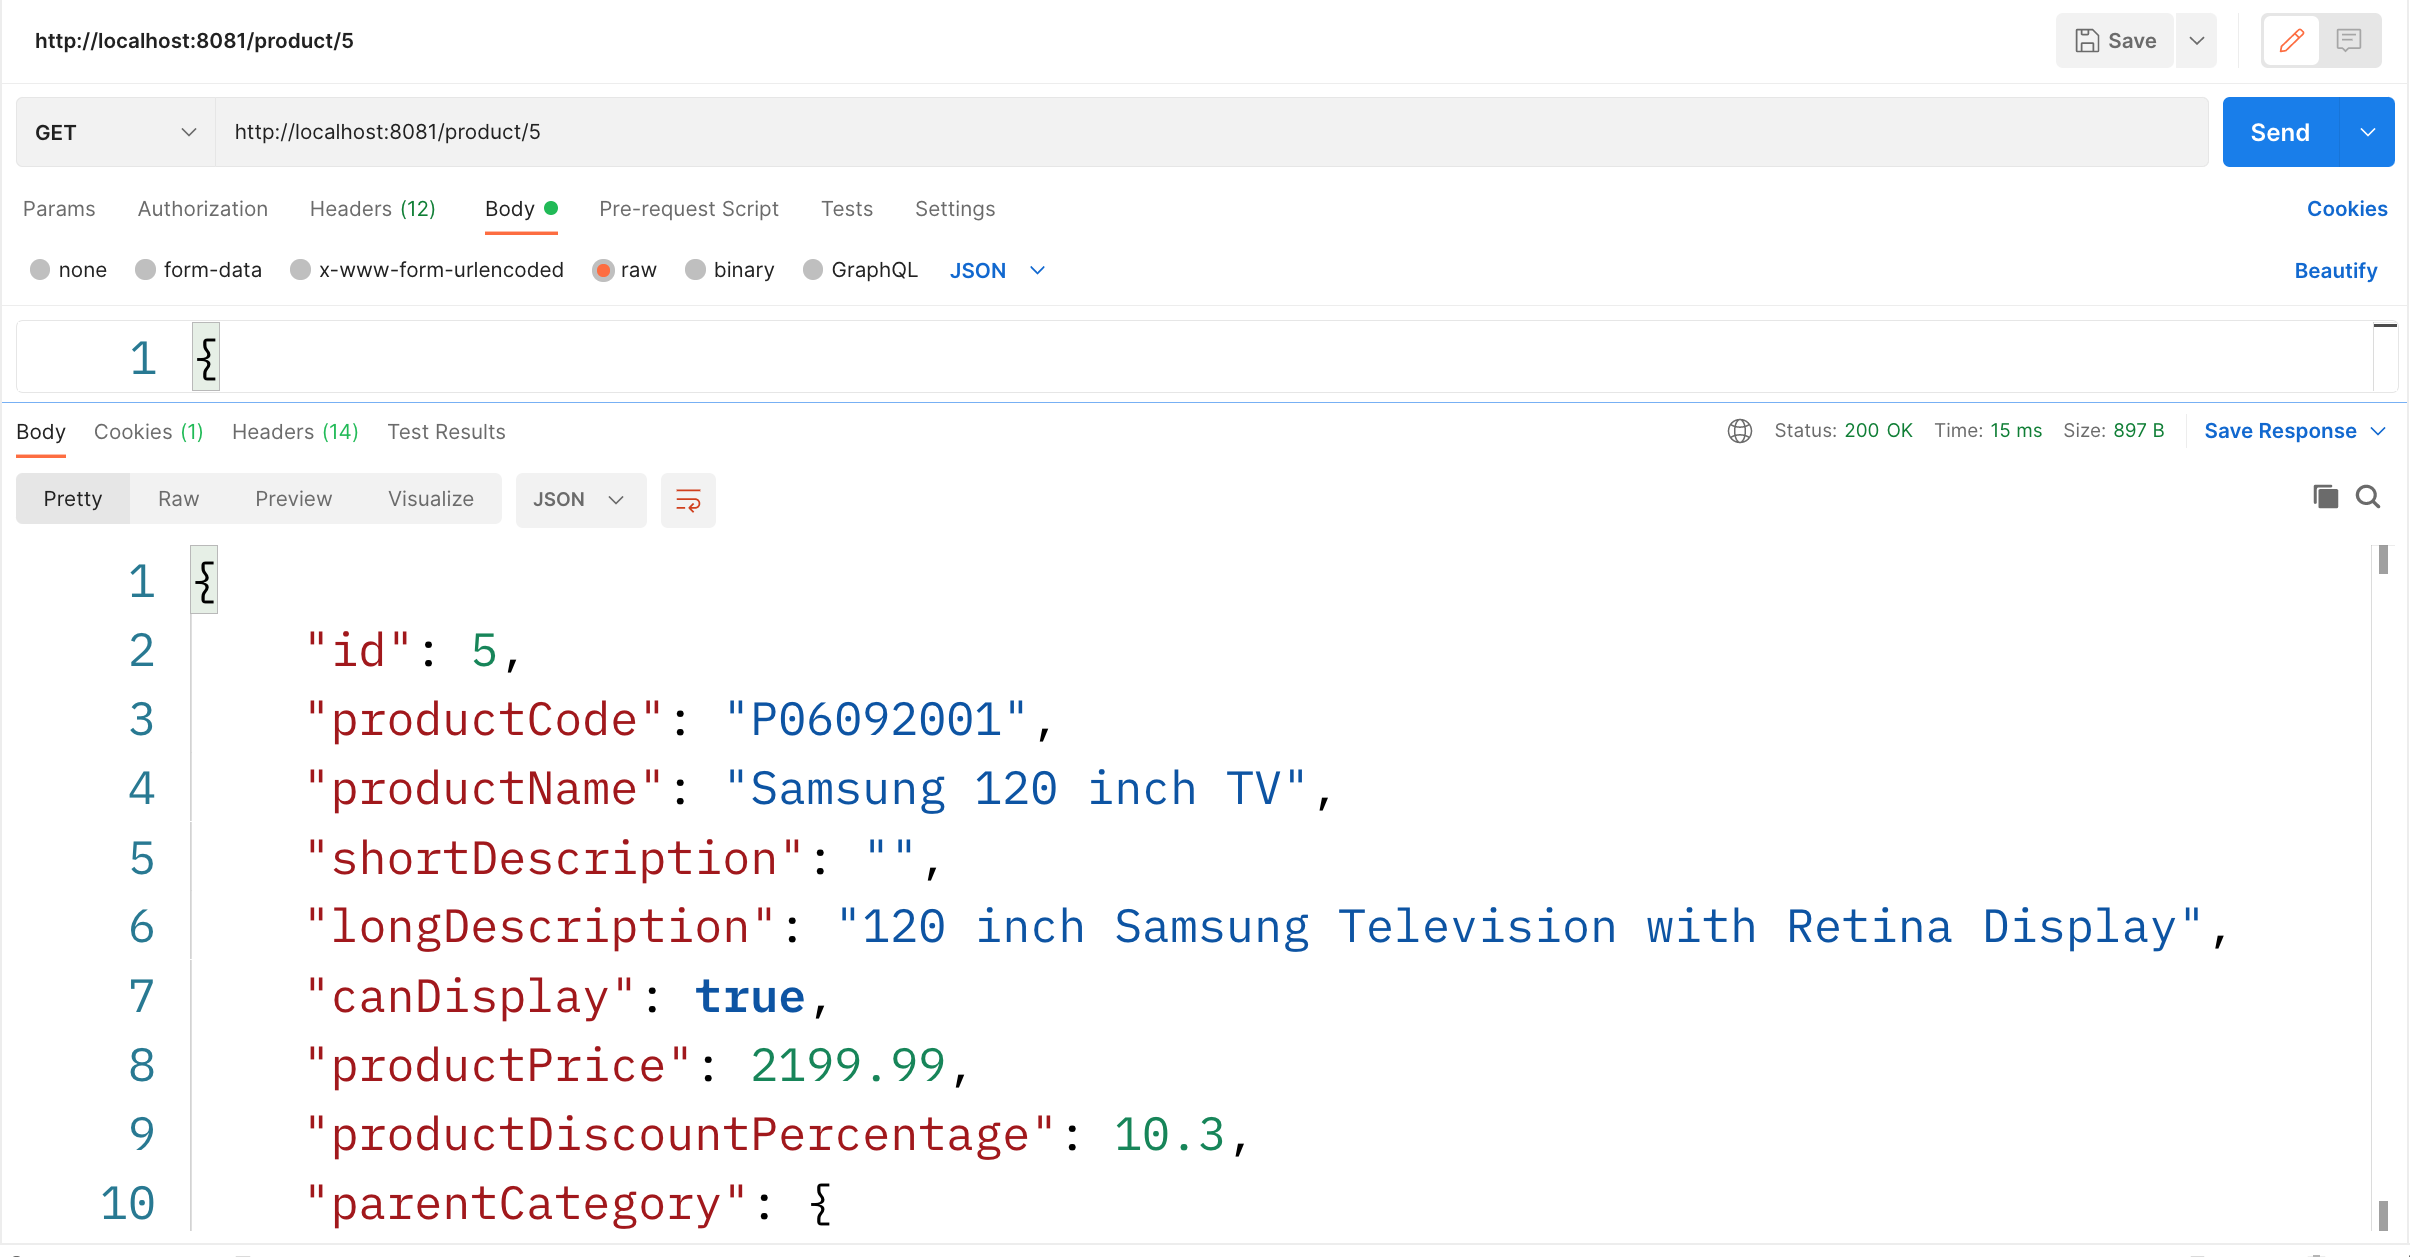 http://localhost:8081/product/5
Save
GET http://localhost:8081/product/5 Send
Params Authorization Headers (12) Body Pre-request Script Tests Settings Cookies
none form-data x-www-form-urlencoded raw binary GraphQL JSON Beautify
1 {
Body Cookies (1) Headers (14) Test Results Status: 200 OK Time: 15 ms Size: 897 B Save Response
Pretty Raw Preview Visualize JSON
1 {
2 "id": 5,
3 "productCode": "P06092001",
4 "productName": "Samsung 120 inch TV",
5 "shortDescription": "",
6 "longDescription": "120 inch Samsung Television with Retina Display",
7 "canDisplay": true,
8 "productPrice": 2199.99,
9 "productDiscountPercentage": 10.3,
10 "parentCategory": {